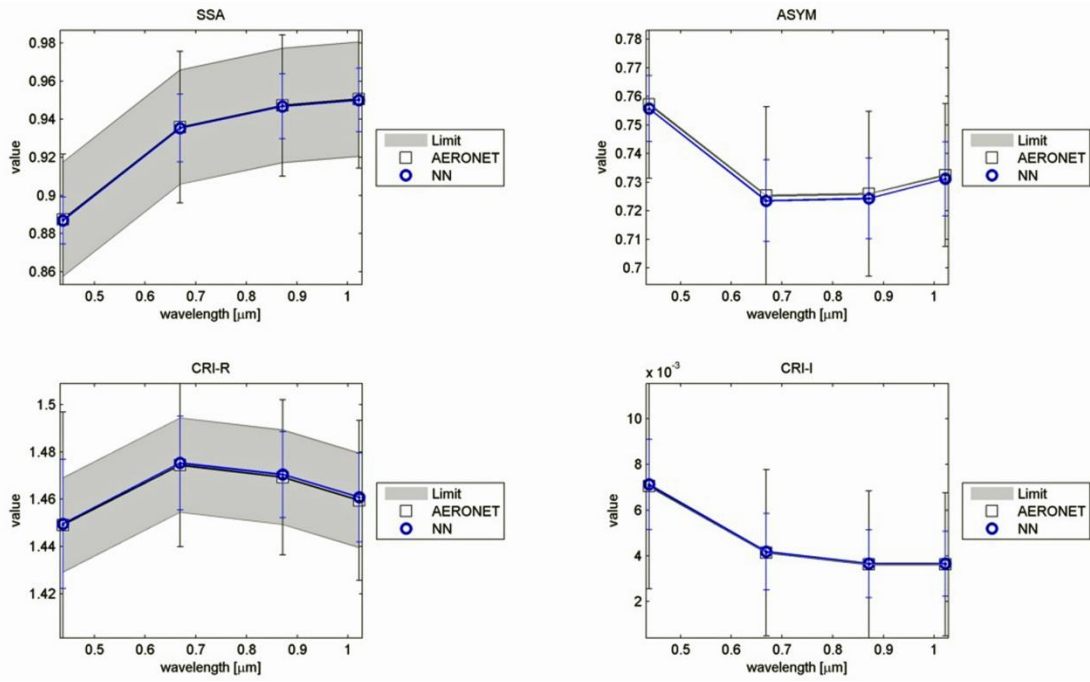 SSA
value
0.98
0.96
0.94
0.92
0.9
0.88
0.86
0.5 0.6 0.7 0.8 0.9 1
wavelength [μm]
Limit
AERONET
NN
ASYM
value
0.78
0.77
0.76
0.75
0.74
0.73
0.72
0.71
0.7
0.5 0.6 0.7 0.8 0.9 1
wavelength [μm]
Limit
AERONET
NN
CRI-R
value
1.5
1.48
1.46
1.44
1.42
0.5 0.6 0.7 0.8 0.9 1
wavelength [μm]
Limit
AERONET
NN
CRI-I
x 10⁻³
value
10
8
6
4
2
0.5 0.6 0.7 0.8 0.9 1
wavelength [μm]
Limit
AERONET
NN